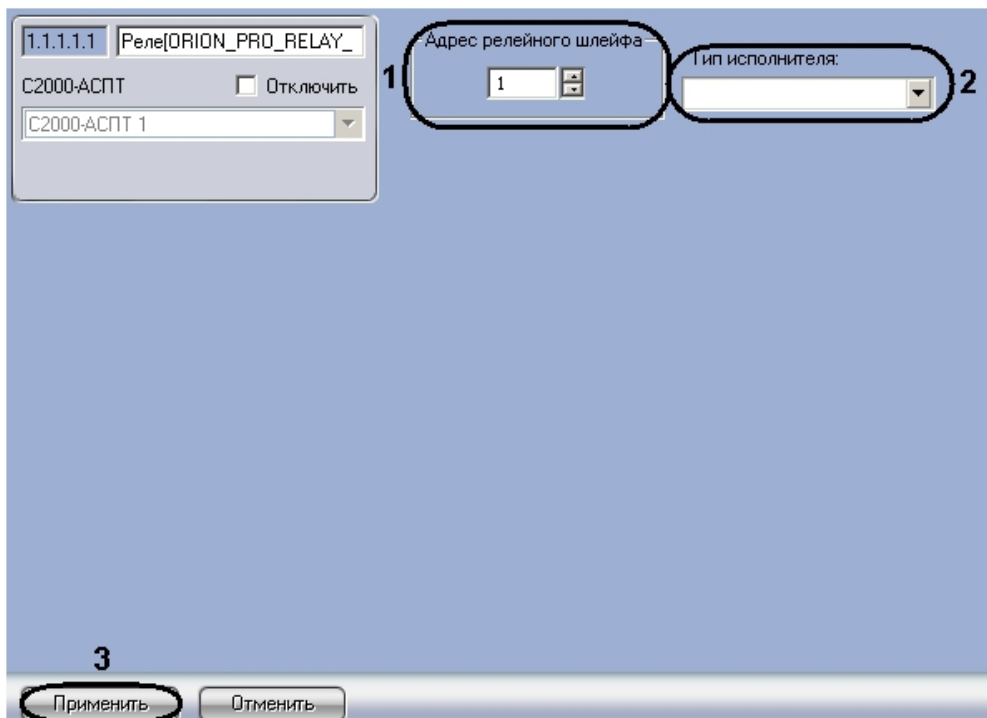 1.1.1.1.1 Реле[ORION_PRO_RELAY_
С2000-АСПТ Отключить
С2000-АСПТ 1
1
Адрес релейного шлейфа
1
Тип исполнителя:
2
3
Применить Отменить